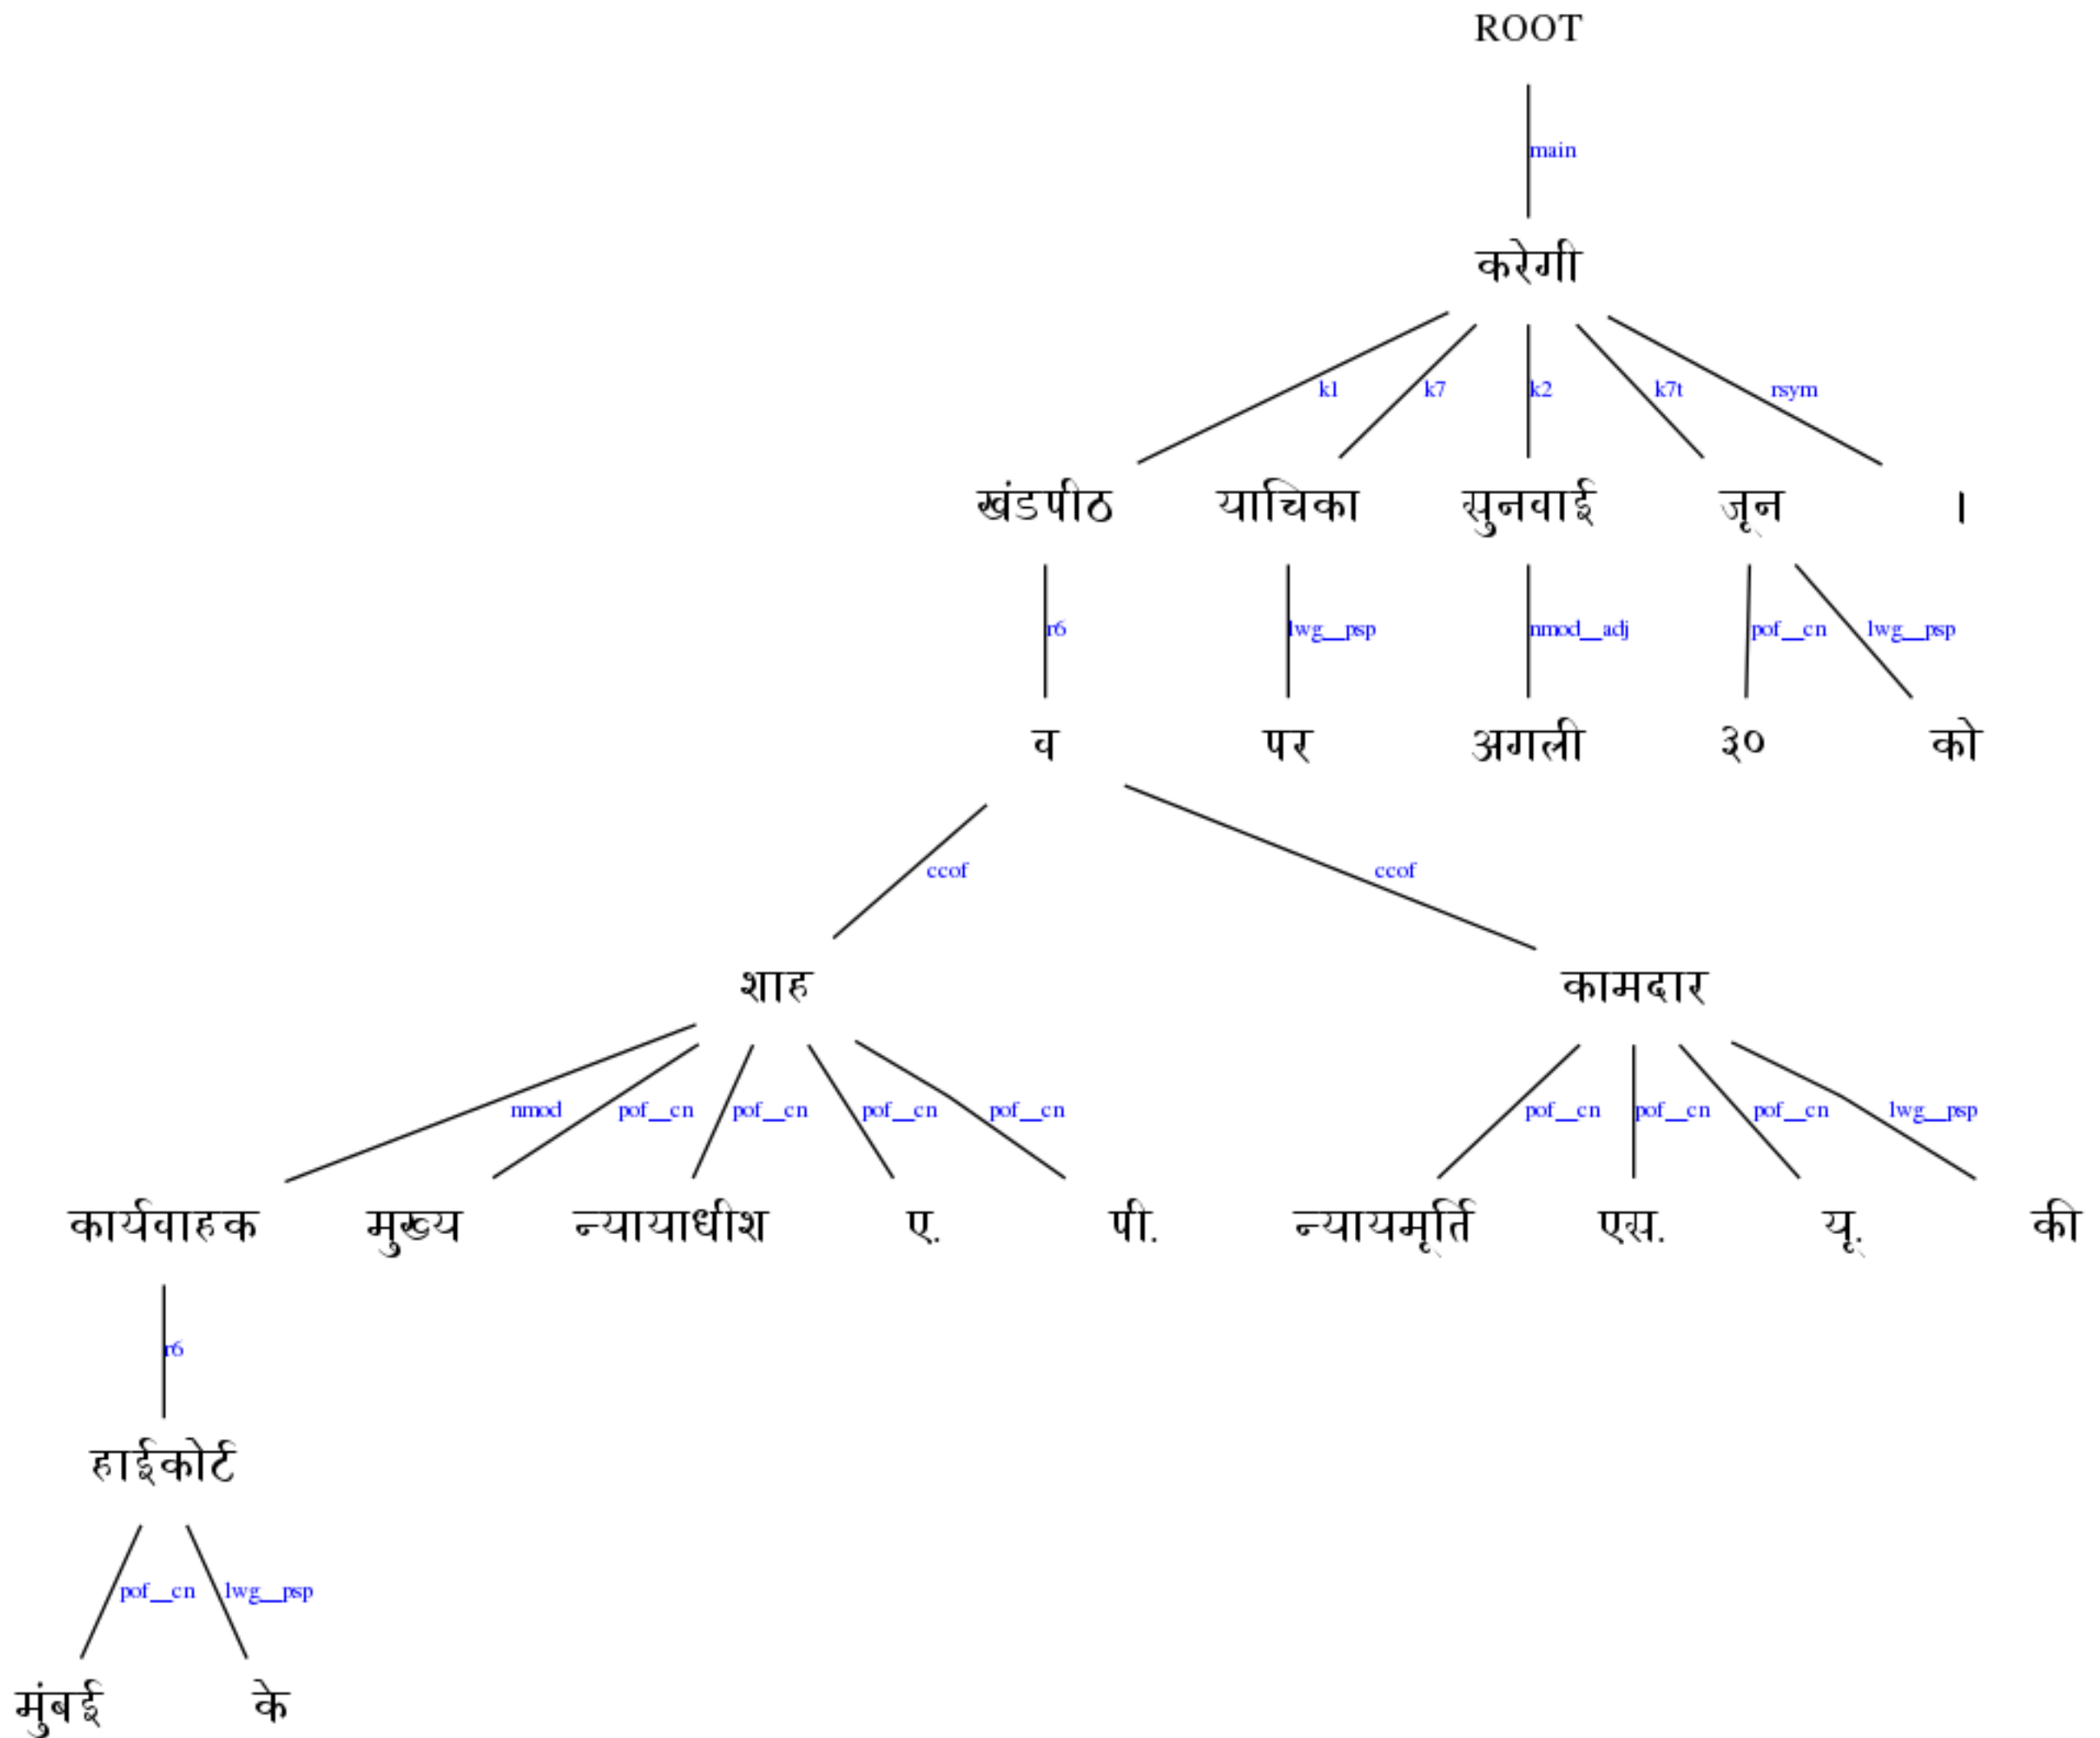 ROOT
main
करेगी
k1 k7 k2 k7t rsym
खंडपीठ याचिका सुनवाई जून ।
r6 lwg__psp nmod__adj pof__cn lwg__psp
व पर अगली ३० को
ccof ccof
शाह कामदार
nmod pof__cn pof__cn pof__cn pof__cn pof__cn pof__cn pof__cn lwg__psp
कार्यवाहक मुख्य न्यायाधीश ए. पी. न्यायमूर्ति एस. यू. की
r6
हाईकोर्ट
pof__cn lwg__psp
मुंबई के